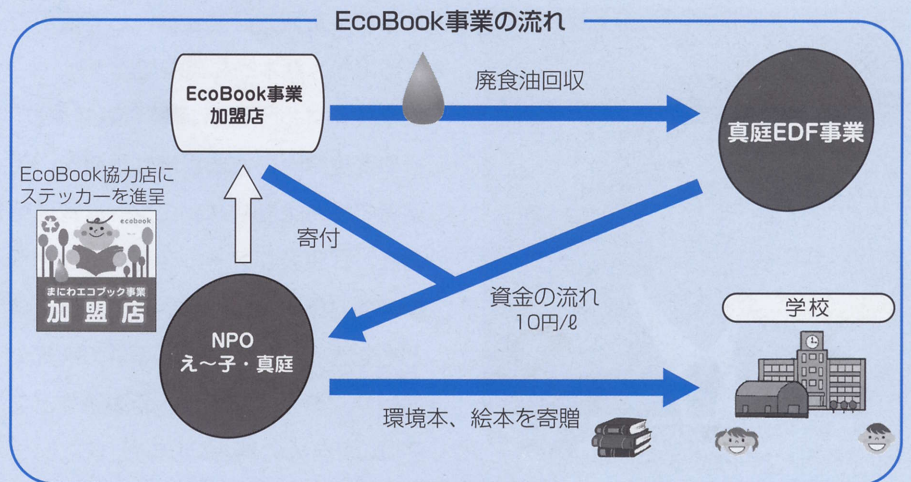 EcoBook事業の流れ
EcoBook事業
加盟店
廃食油回収
真庭EDF事業
EcoBook協力店に
ステッカーを進呈
ecobook
まにわエコブック事業
加盟店
寄付
資金の流れ
10円/ℓ
NPO
え〜子・真庭
学校
環境本、絵本を寄贈